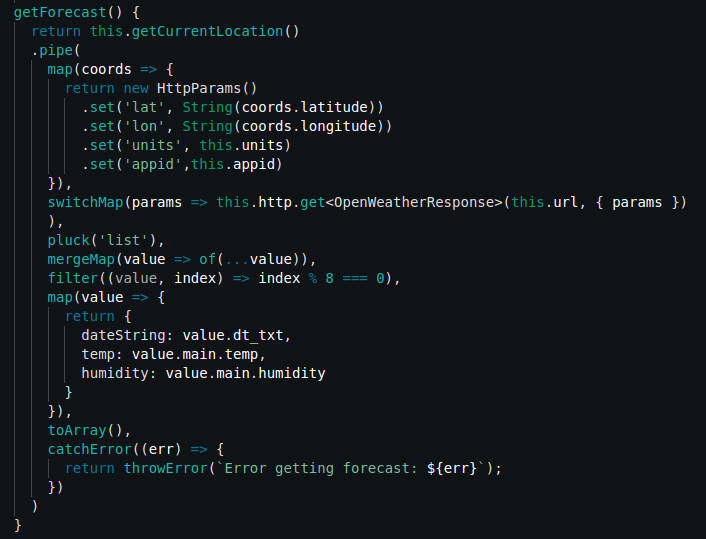 getForecast() {
  return this.getCurrentLocation()
  .pipe(
    map(coords => {
      return new HttpParams()
        .set('lat', String(coords.latitude))
        .set('lon', String(coords.longitude))
        .set('units', this.units)
        .set('appid',this.appid)
    }),
    switchMap(params => this.http.get<OpenWeatherResponse>(this.url, { params })
    ),
    pluck('list'),
    mergeMap(value => of(...value)),
    filter((value, index) => index % 8 === 0),
    map(value => {
      return {
        dateString: value.dt_txt,
        temp: value.main.temp,
        humidity: value.main.humidity
      }
    }),
    toArray(),
    catchError((err) => {
      return throwError(`Error getting forecast: ${err}`);
    })
  )
}